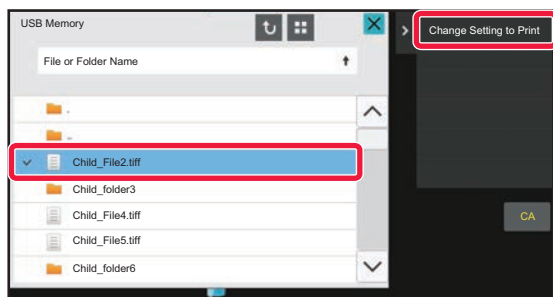 USB Memory
Change Setting to Print
File or Folder Name
.
..
Child_File2.tiff
Child_folder3
Child_File4.tiff
CA
Child_File5.tiff
Child_folder6